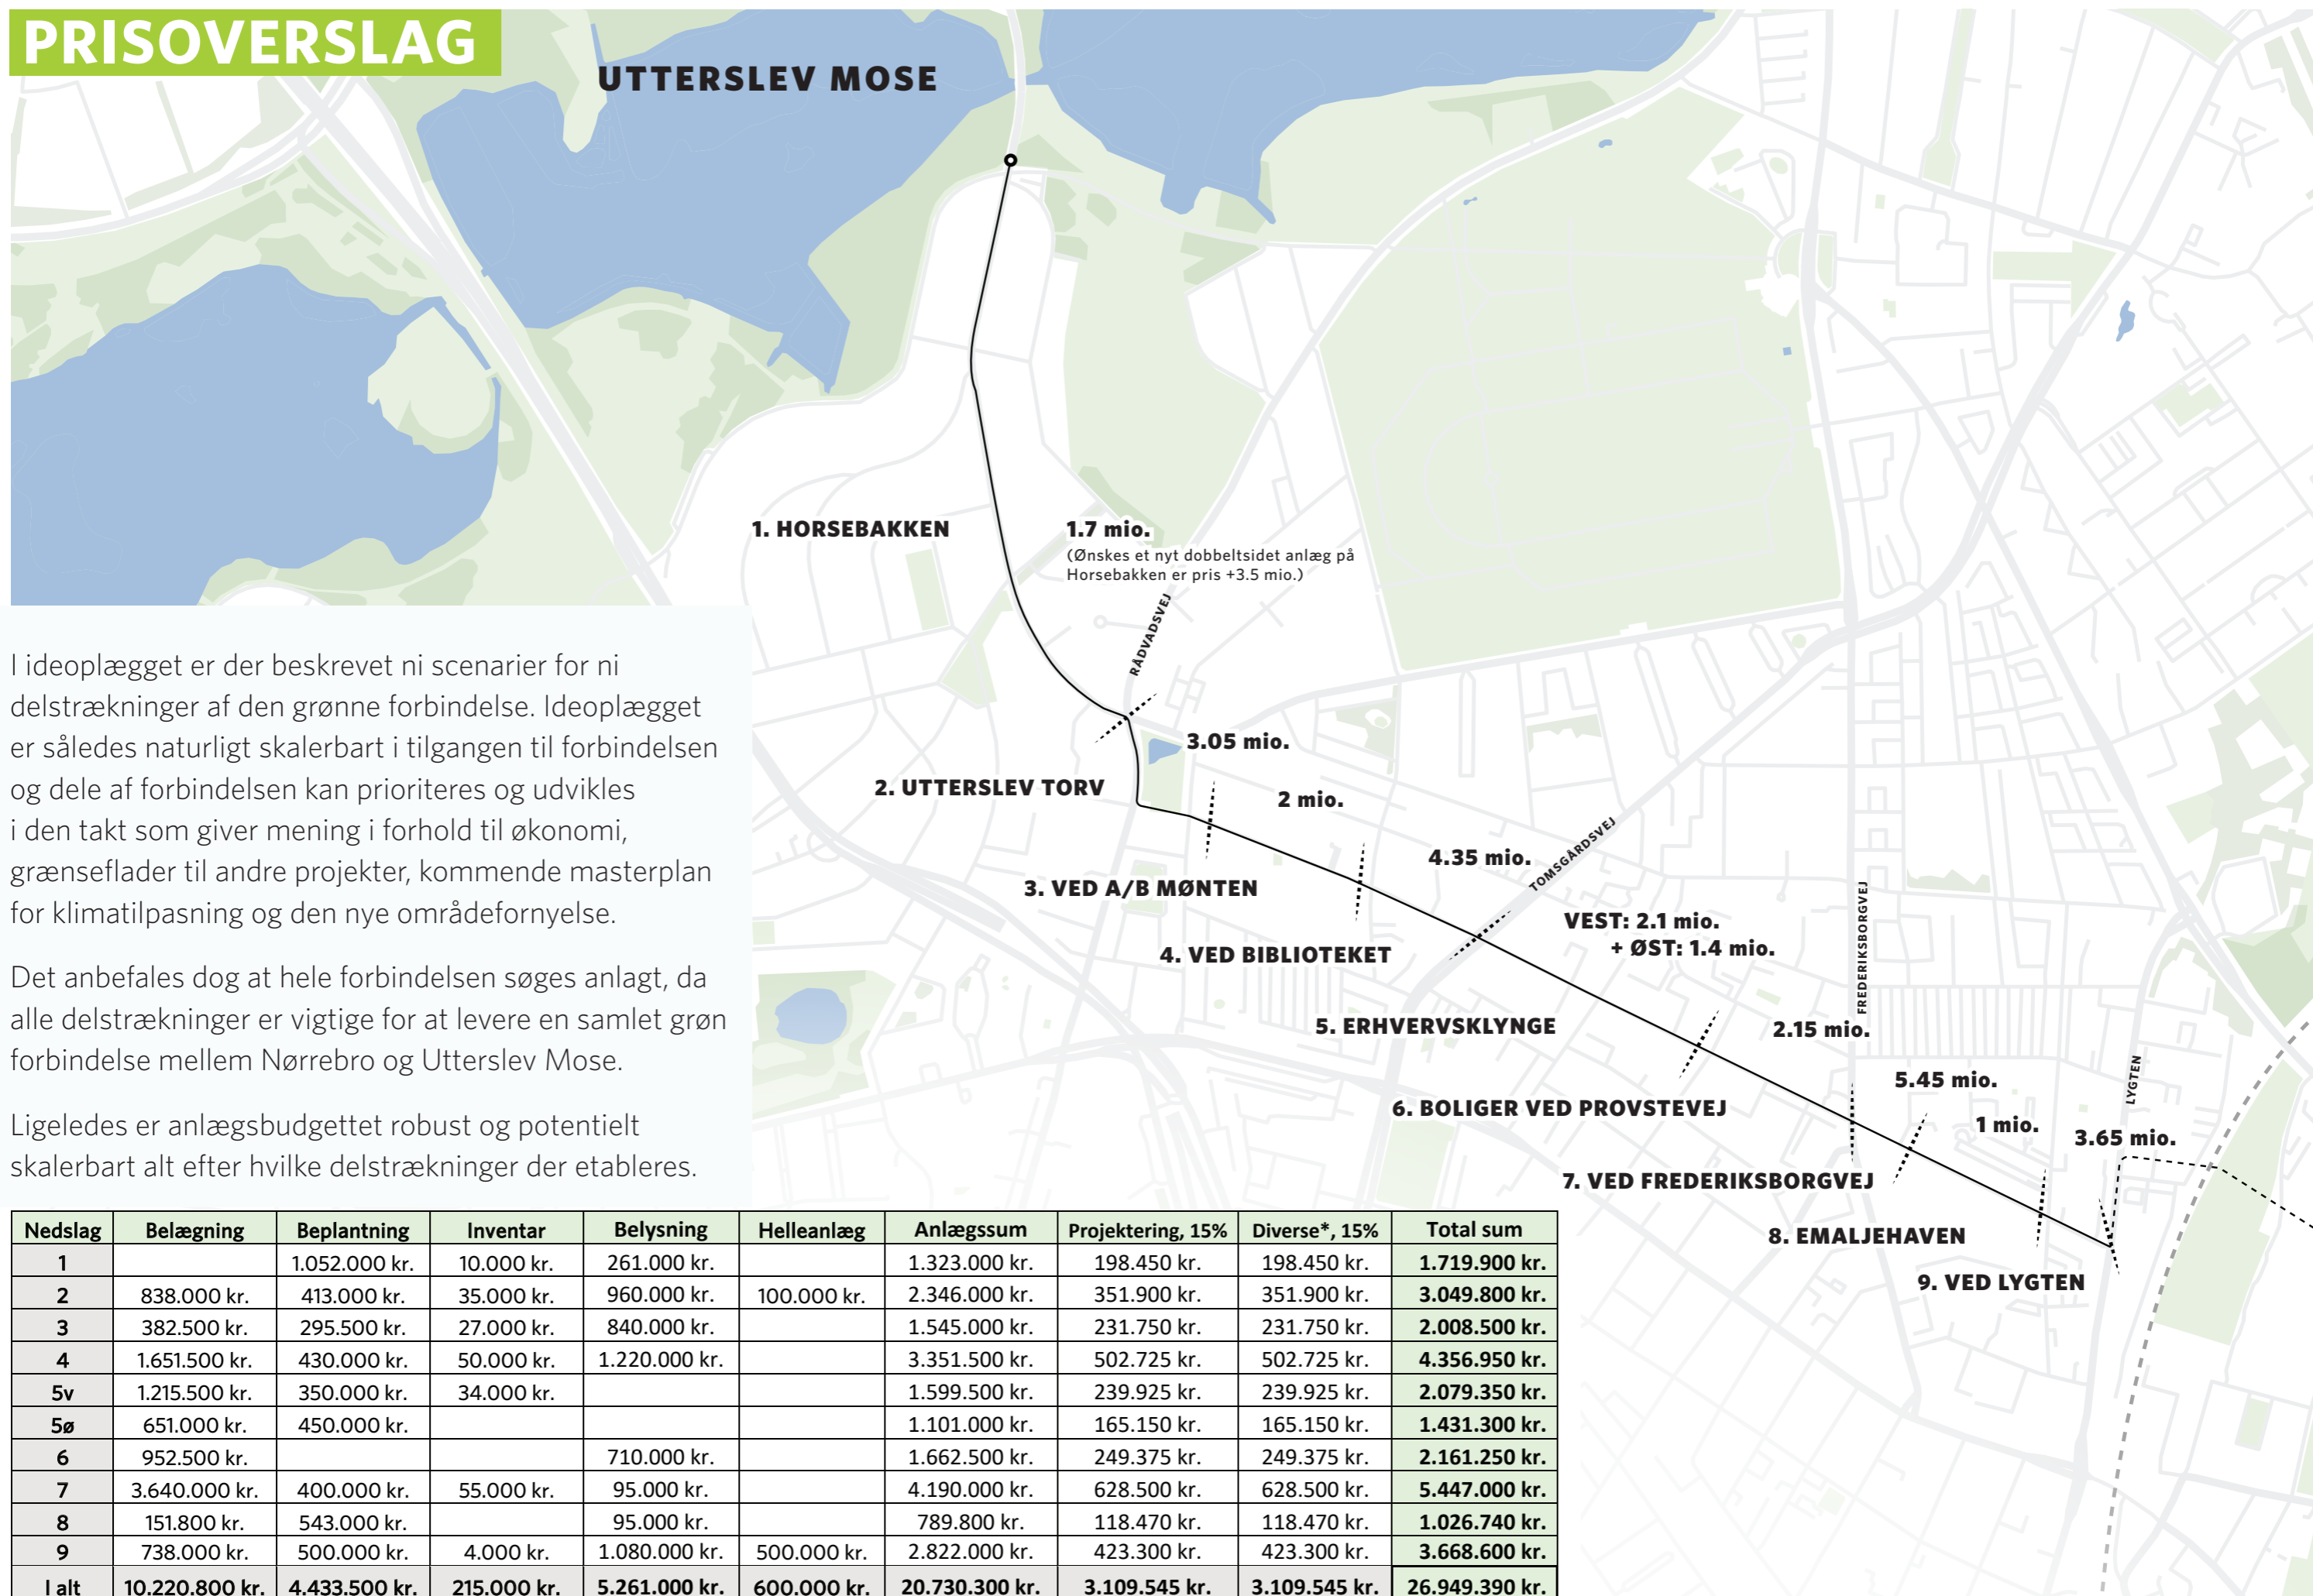 PRISOVERSLAG
UTTERSLEV MOSE
1. HORSEBAKKEN
1.7 mio.
(Ønskes et nyt dobbeltsidet anlæg på
Horsebakken er pris +3.5 mio.)
RÅDVADSVEJ
I ideoplægget er der beskrevet ni scenarier for ni
delstrækninger af den grønne forbindelse. Ideoplægget
er således naturligt skalerbart i tilgangen til forbindelsen
og dele af forbindelsen kan prioriteres og udvikles
i den takt som giver mening i forhold til økonomi,
grænseflader til andre projekter, kommende masterplan
for klimatilpasning og den nye områdefornyelse.
Det anbefales dog at hele forbindelsen søges anlagt, da
alle delstrækninger er vigtige for at levere en samlet grøn
forbindelse mellem Nørrebro og Utterslev Mose.
Ligeledes er anlægsbudgettet robust og potentielt
skalerbart alt efter hvilke delstrækninger der etableres.
3.05 mio.
2. UTTERSLEV TORV
2 mio.
3. VED A/B MØNTEN
4.35 mio.
TOMSGÅRDSVEJ
4. VED BIBLIOTEKET
VEST: 2.1 mio.
+ ØST: 1.4 mio.
FREDERIKSBORGVEJ
5. ERHVERVSKLYNGE
2.15 mio.
6. BOLIGER VED PROVSTEVEJ
5.45 mio.
LYGTEN
1 mio.
3.65 mio.
7. VED FREDERIKSBORGVEJ
8. EMALJEHAVEN
9. VED LYGTEN
Nedslag Belægning Beplantning Inventar Belysning Helleanlæg Anlægssum Projektering, 15% Diverse*, 15% Total sum
1 1.052.000 kr. 10.000 kr. 261.000 kr. 1.323.000 kr. 198.450 kr. 198.450 kr. 1.719.900 kr.
2 838.000 kr. 413.000 kr. 35.000 kr. 960.000 kr. 100.000 kr. 2.346.000 kr. 351.900 kr. 351.900 kr. 3.049.800 kr.
3 382.500 kr. 295.500 kr. 27.000 kr. 840.000 kr. 1.545.000 kr. 231.750 kr. 231.750 kr. 2.008.500 kr.
4 1.651.500 kr. 430.000 kr. 50.000 kr. 1.220.000 kr. 3.351.500 kr. 502.725 kr. 502.725 kr. 4.356.950 kr.
5v 1.215.500 kr. 350.000 kr. 34.000 kr. 1.599.500 kr. 239.925 kr. 239.925 kr. 2.079.350 kr.
5ø 651.000 kr. 450.000 kr. 1.101.000 kr. 165.150 kr. 165.150 kr. 1.431.300 kr.
6 952.500 kr. 710.000 kr. 1.662.500 kr. 249.375 kr. 249.375 kr. 2.161.250 kr.
7 3.640.000 kr. 400.000 kr. 55.000 kr. 95.000 kr. 4.190.000 kr. 628.500 kr. 628.500 kr. 5.447.000 kr.
8 151.800 kr. 543.000 kr. 95.000 kr. 789.800 kr. 118.470 kr. 118.470 kr. 1.026.740 kr.
9 738.000 kr. 500.000 kr. 4.000 kr. 1.080.000 kr. 500.000 kr. 2.822.000 kr. 423.300 kr. 423.300 kr. 3.668.600 kr.
I alt 10.220.800 kr. 4.433.500 kr. 215.000 kr. 5.261.000 kr. 600.000 kr. 20.730.300 kr. 3.109.545 kr. 3.109.545 kr. 26.949.390 kr.